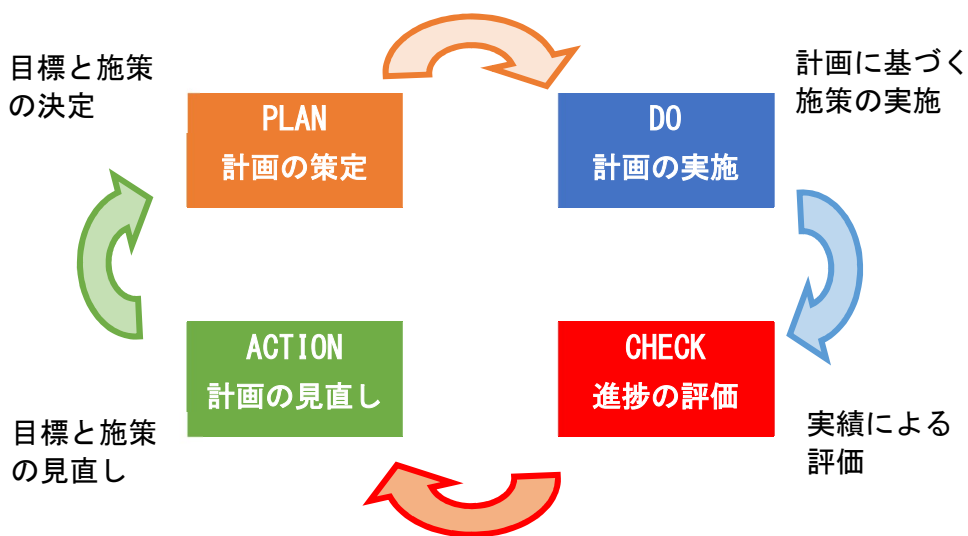 目標と施策
の決定
PLAN
計画の策定
DO
計画の実施
計画に基づく
施策の実施
ACTION
計画の見直し
CHECK
進捗の評価
目標と施策
の見直し
実績による
評価